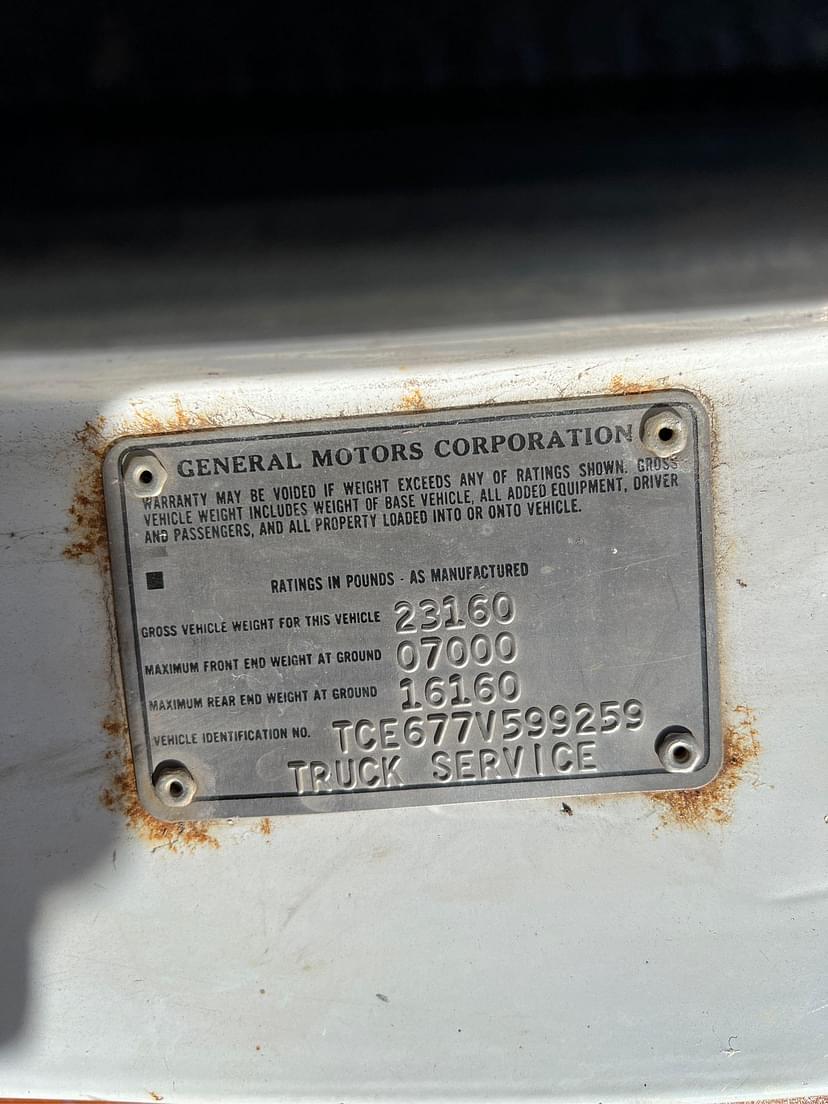 GENERAL MOTORS CORPORATION
WARRANTY MAY BE VOIDED IF WEIGHT EXCEEDS ANY OF RATINGS SHOWN. GROSS
VEHICLE WEIGHT INCLUDES WEIGHT OF BASE VEHICLE, ALL ADDED EQUIPMENT, DRIVER
AND PASSENGERS, AND ALL PROPERTY LOADED INTO OR ONTO VEHICLE.
RATINGS IN POUNDS - AS MANUFACTURED
GROSS VEHICLE WEIGHT FOR THIS VEHICLE 23160
MAXIMUM FRONT END WEIGHT AT GROUND 07000
MAXIMUM REAR END WEIGHT AT GROUND 16160
VEHICLE IDENTIFICATION NO. TCE677V599259
TRUCK SERVICE